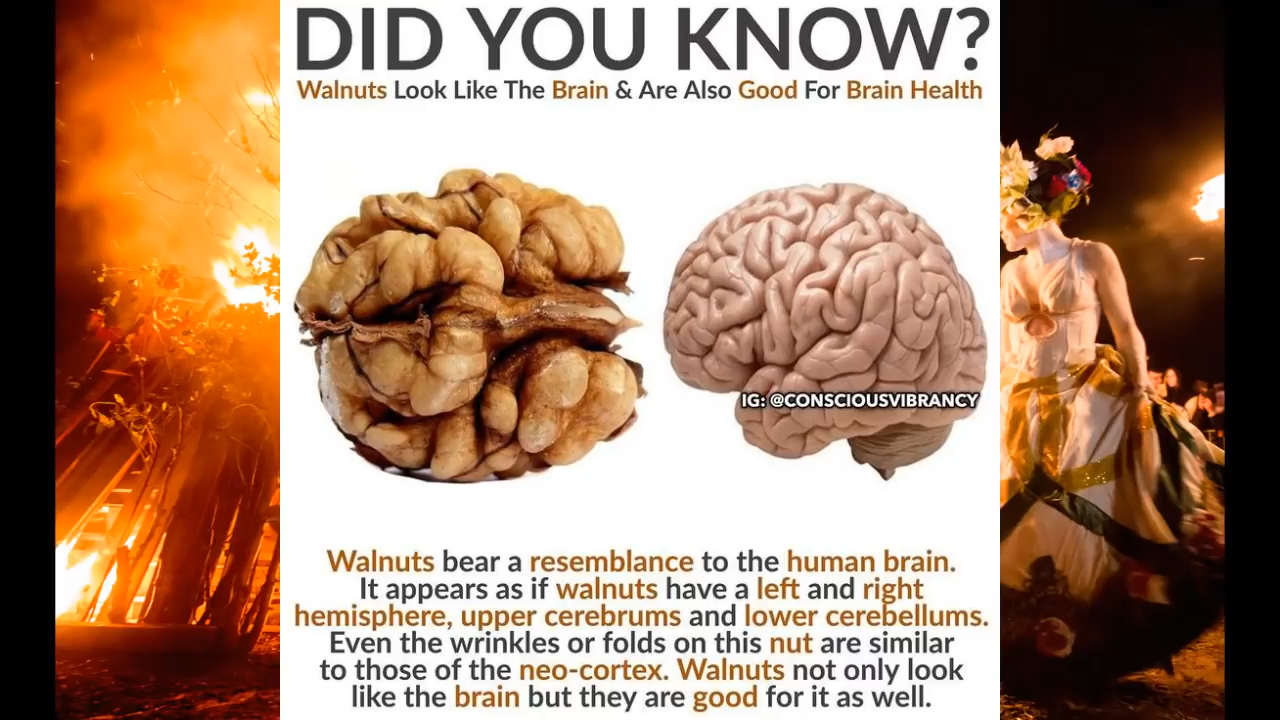 DID YOU KNOW?
Walnuts Look Like The Brain & Are Also Good For Brain Health
IG: @CONSCIOUSVIBRANCY
Walnuts bear a resemblance to the human brain.
It appears as if walnuts have a left and right
hemisphere, upper cerebrums and lower cerebellums.
Even the wrinkles or folds on this nut are similar
to those of the neo-cortex. Walnuts not only look
like the brain but they are good for it as well.